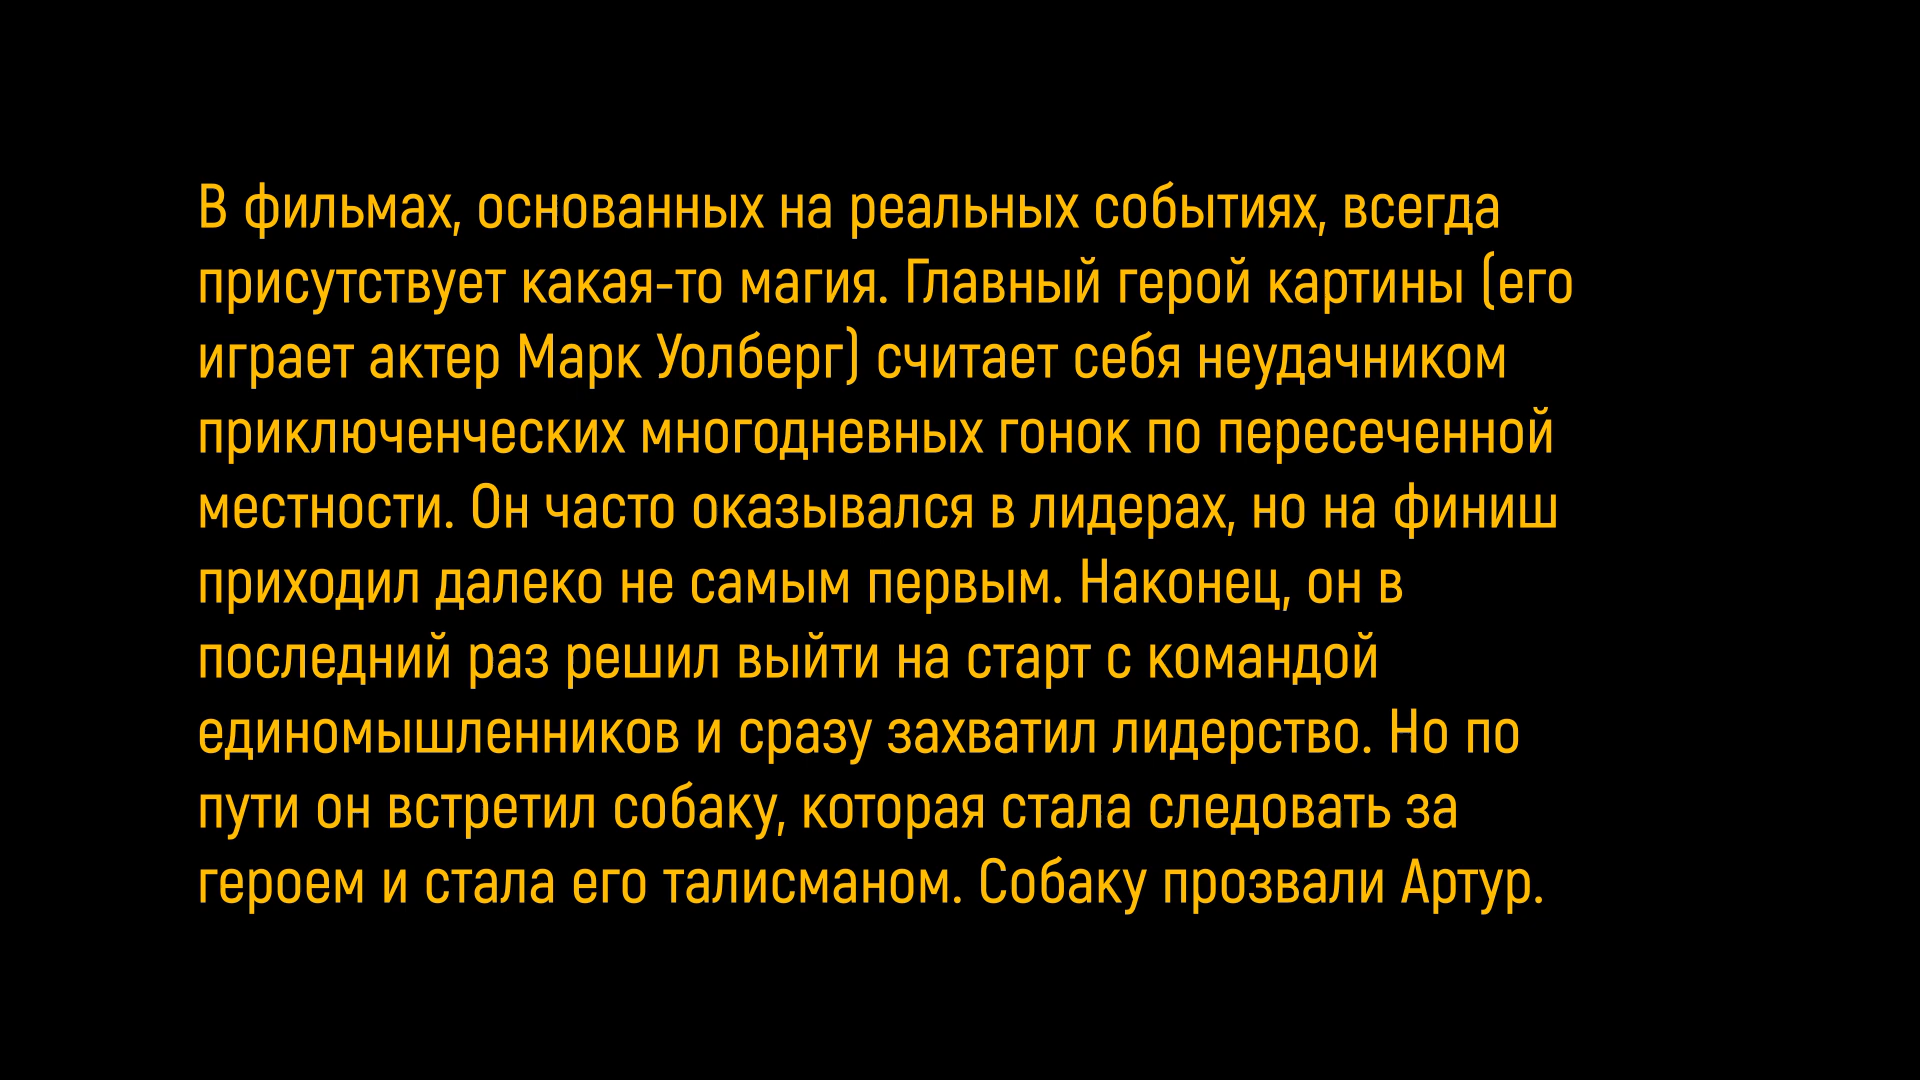 В фильмах, основанных на реальных событиях, всегда
присутствует какая-то магия. Главный герой картины (его
играет актер Марк Уолберг) считает себя неудачником
приключенческих многодневных гонок по пересеченной
местности. Он часто оказывался в лидерах, но на финиш
приходил далеко не самым первым. Наконец, он в
последний раз решил выйти на старт с командой
единомышленников и сразу захватил лидерство. Но по
пути он встретил собаку, которая стала следовать за
героем и стала его талисманом. Собаку прозвали Артур.